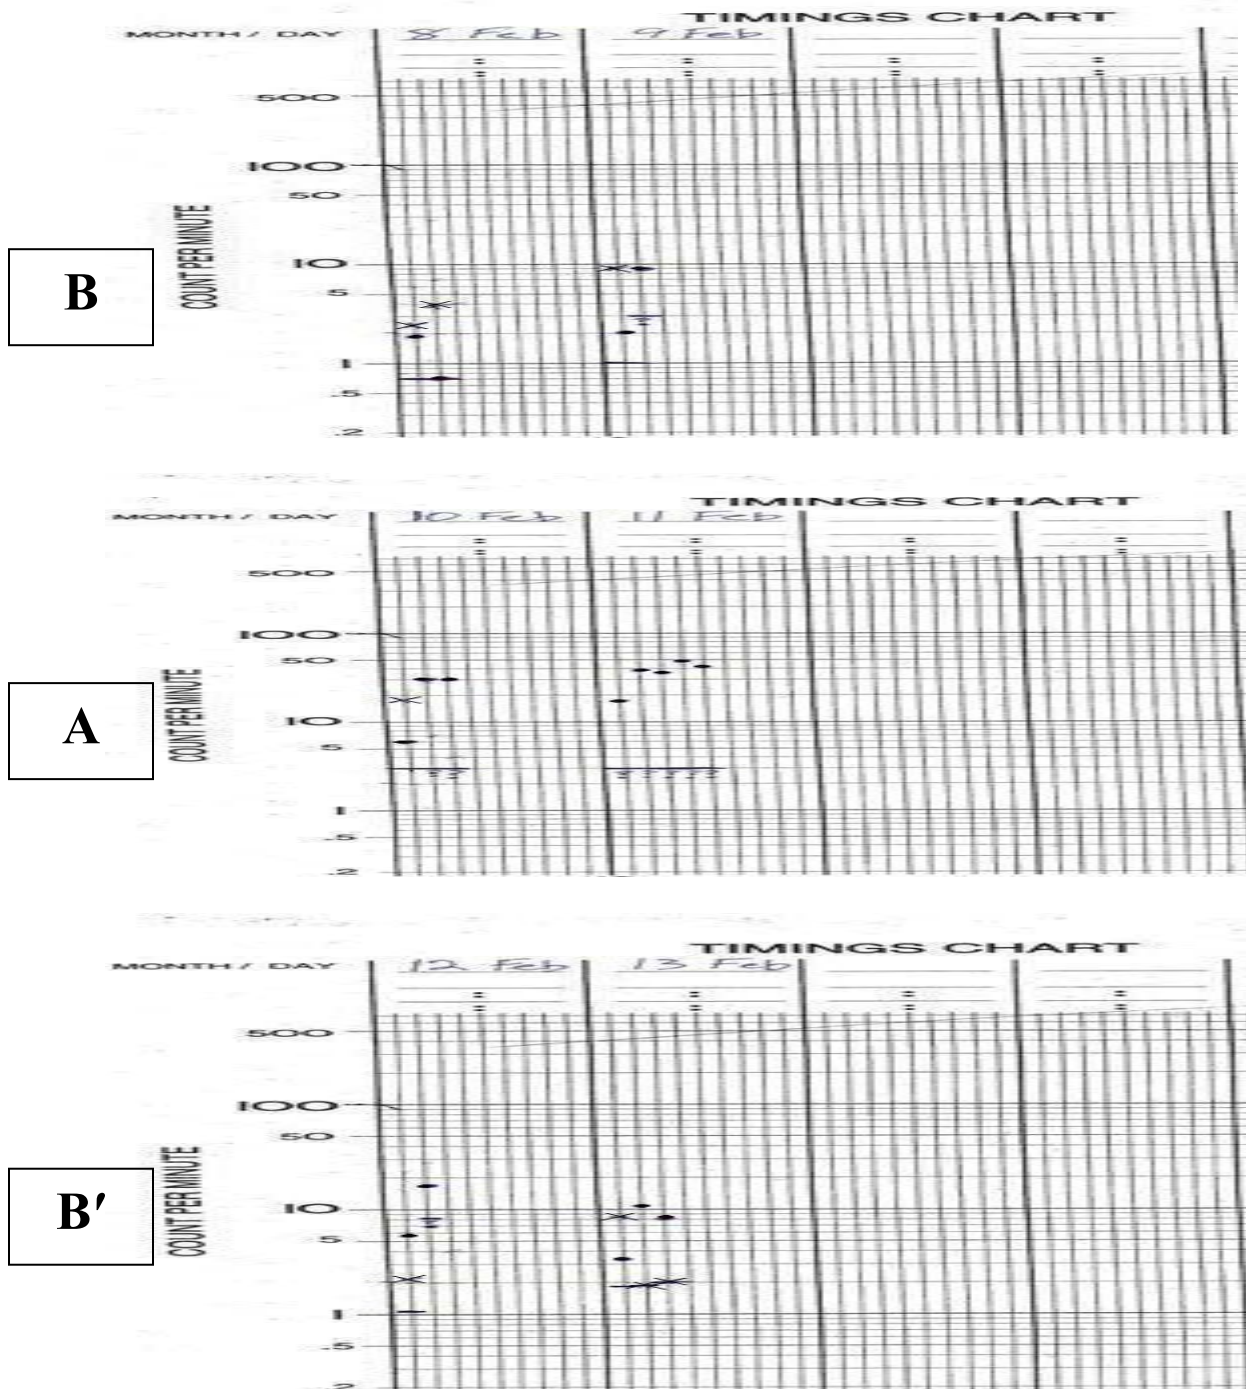 TIMINGS CHART
MONTH / DAY 8 Feb 9 Feb
500
100
50
10
5
1
.5
.2
COUNT PER MINUTE
B
TIMINGS CHART
MONTH / DAY 10 Feb 11 Feb
500
100
50
10
5
1
.5
.2
COUNT PER MINUTE
A
TIMINGS CHART
MONTH / DAY 12 Feb 13 Feb
500
100
50
10
5
1
.5
.2
COUNT PER MINUTE
B′